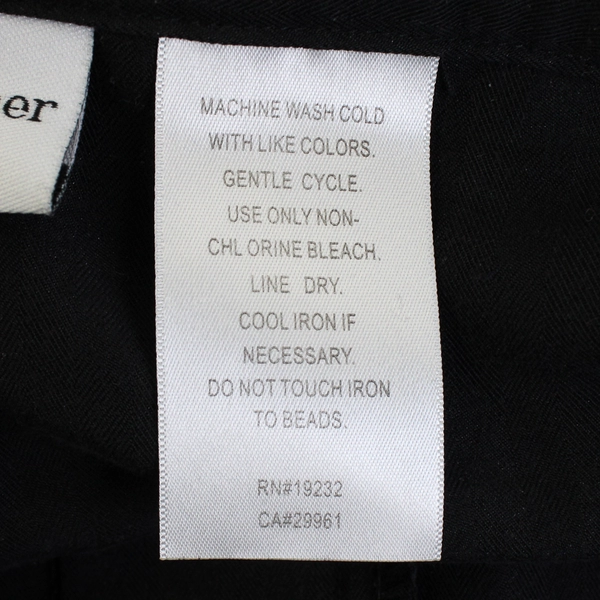 er
MACHINE WASH COLD
WITH LIKE COLORS.
GENTLE CYCLE.
USE ONLY NON-
CHL ORINE BLEACH.
LINE DRY.
COOL IRON IF
NECESSARY.
DO NOT TOUCH IRON
TO BEADS.
RN#19232
CA#29961